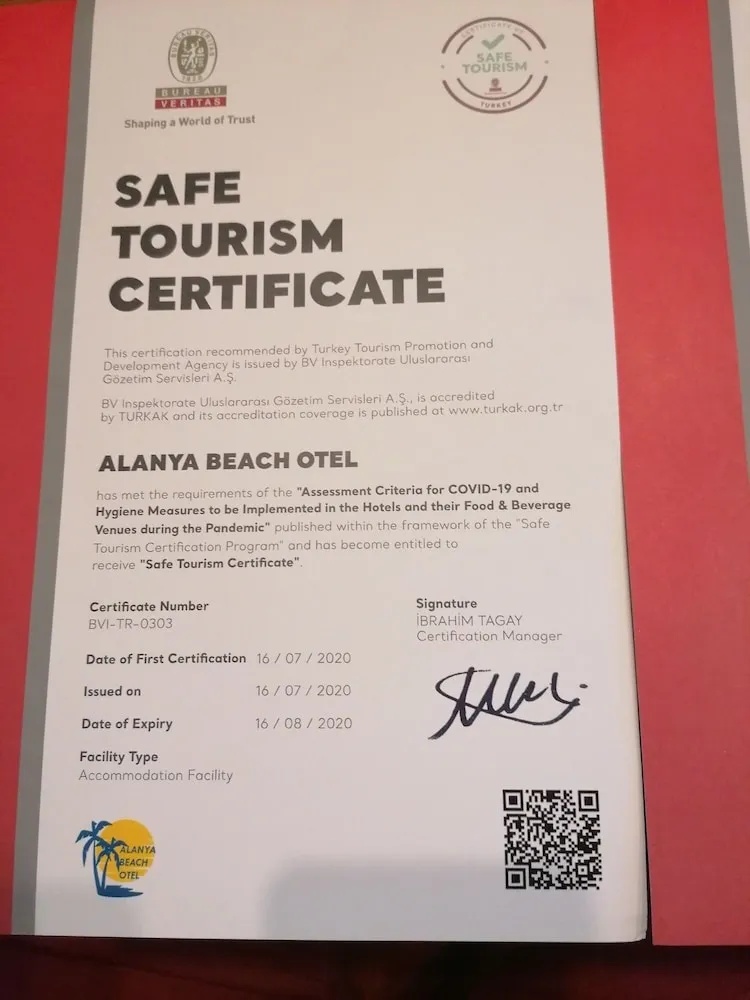 BUREAU VERITAS
1828
BUREAU
VERITAS
Shaping a World of Trust
CERTIFICATE OF
SAFE
TOURISM
TURKEY
SAFE
TOURISM
CERTIFICATE
This certification recommended by Turkey Tourism Promotion and
Development Agency is issued by BV Inspektorate Uluslararası
Gözetim Servisleri A.Ş.
BV Inspektorate Uluslararası Gözetim Servisleri A.Ş., is accredited
by TURKAK and its accreditation coverage is published at www.turkak.org.tr
ALANYA BEACH OTEL
has met the requirements of the "Assessment Criteria for COVID-19 and
Hygiene Measures to be Implemented in the Hotels and their Food & Beverage
Venues during the Pandemic" published within the framework of the "Safe
Tourism Certification Program" and has become entitled to
receive "Safe Tourism Certificate".
Certificate Number
BVI-TR-0303
Signature
İBRAHİM TAGAY
Certification Manager
Date of First Certification 16 / 07 / 2020
Issued on 16 / 07 / 2020
Date of Expiry 16 / 08 / 2020
Facility Type
Accommodation Facility
ALANYA
BEACH
OTEL